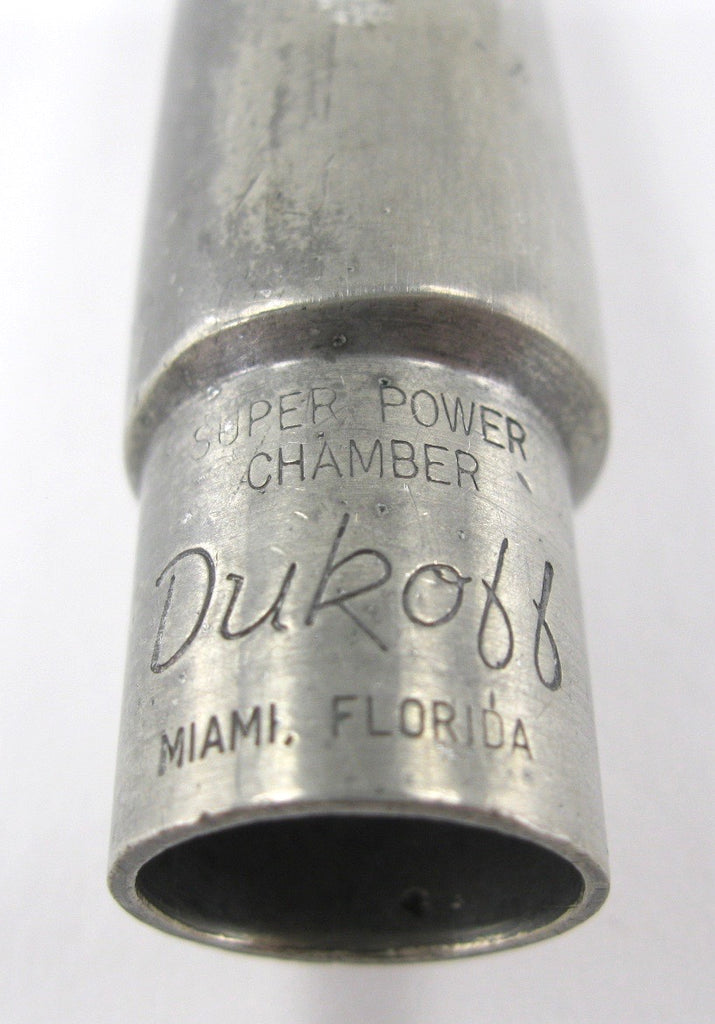 SUPER POWER
CHAMBER
Dukoff
MIAMI, FLORIDA